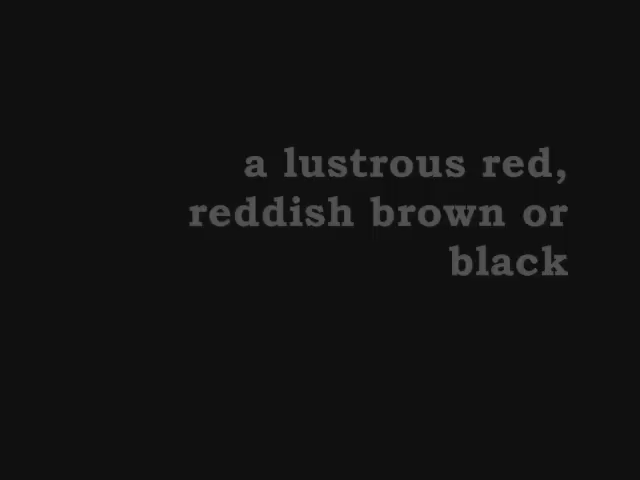 a lustrous red,
reddish brown or
black